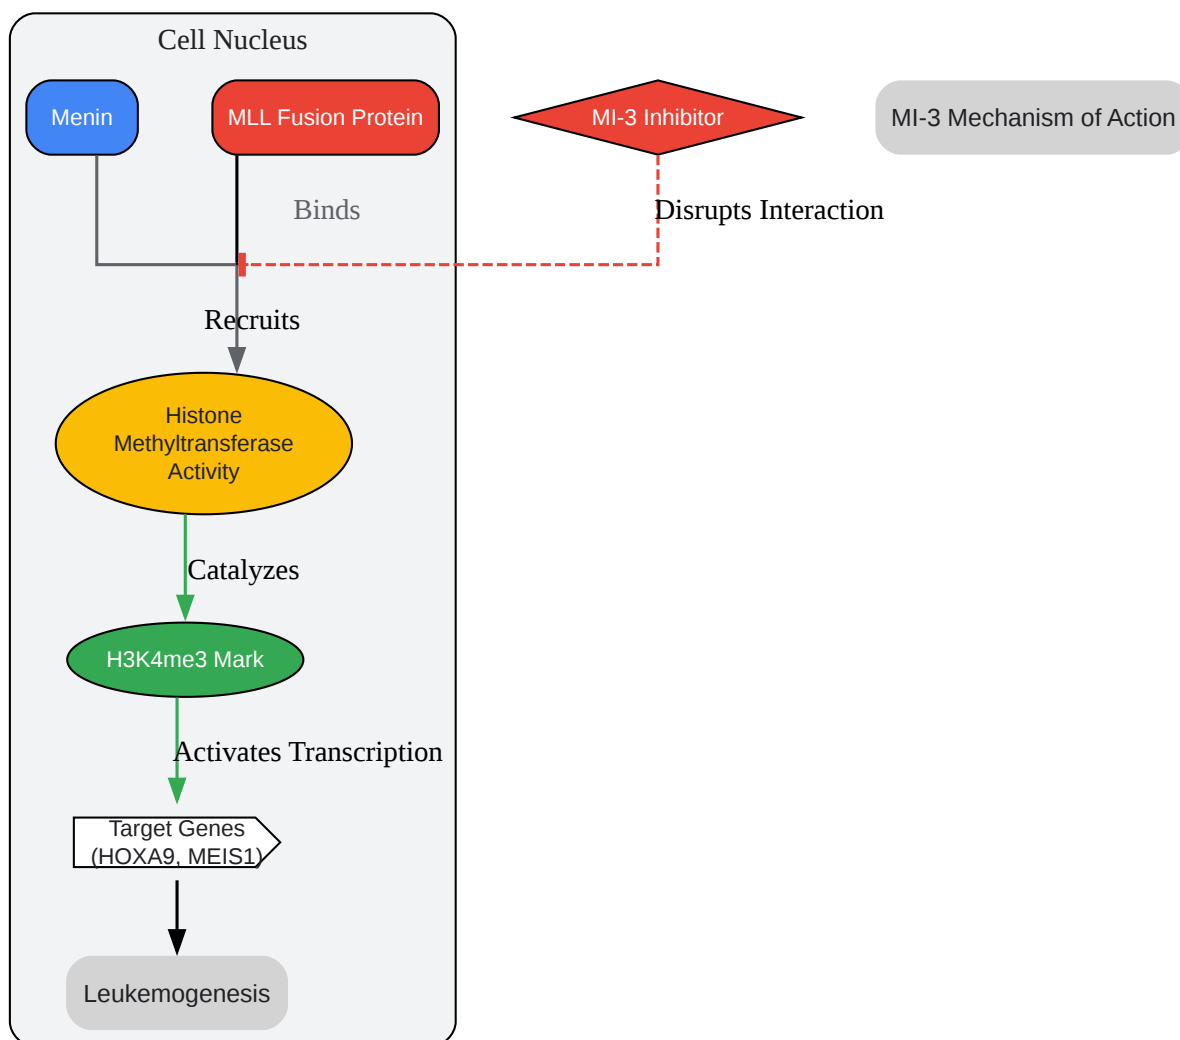 Cell Nucleus
Menin
MLL Fusion Protein
MI-3 Inhibitor
MI-3 Mechanism of Action
Binds
Disrupts Interaction
Recruits
Histone
Methyltransferase
Activity
Catalyzes
H3K4me3 Mark
Activates Transcription
Target Genes
(HOXA9, MEIS1)
Leukemogenesis